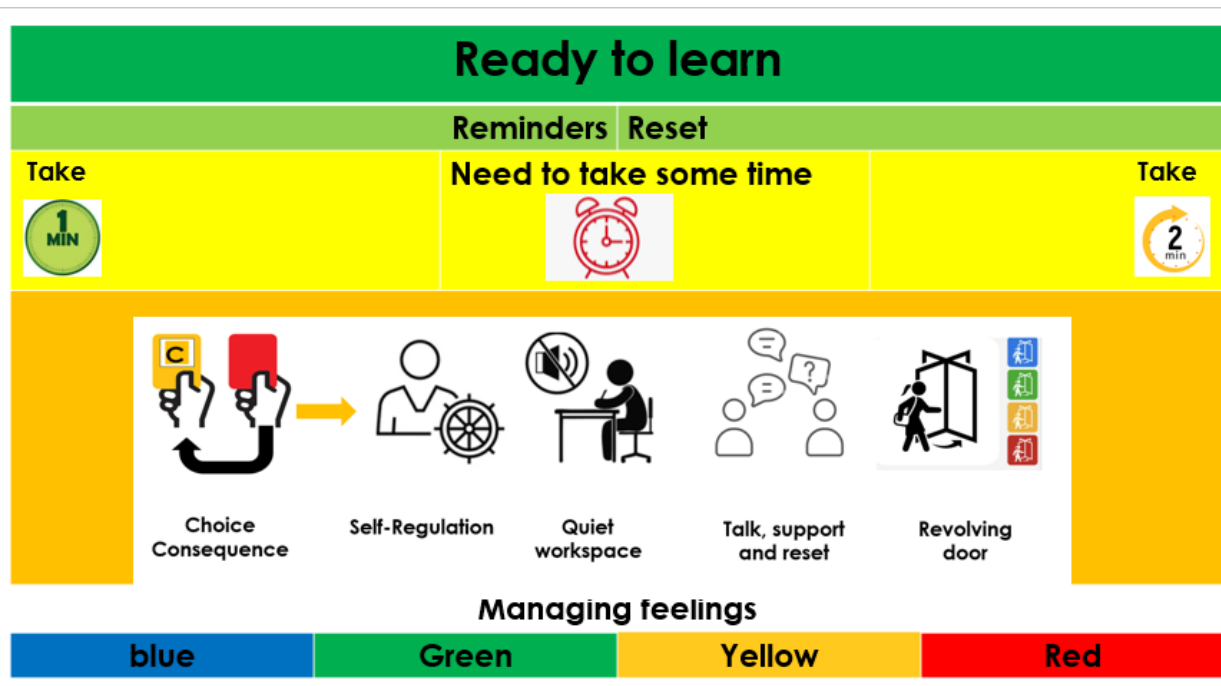 Ready to learn
Reminders Reset
Take Need to take some time Take
1
MIN
2
min
C
?
Choice
Consequence
Self-Regulation
Quiet
workspace
Talk, support
and reset
Revolving
door
Managing feelings
blue Green Yellow Red